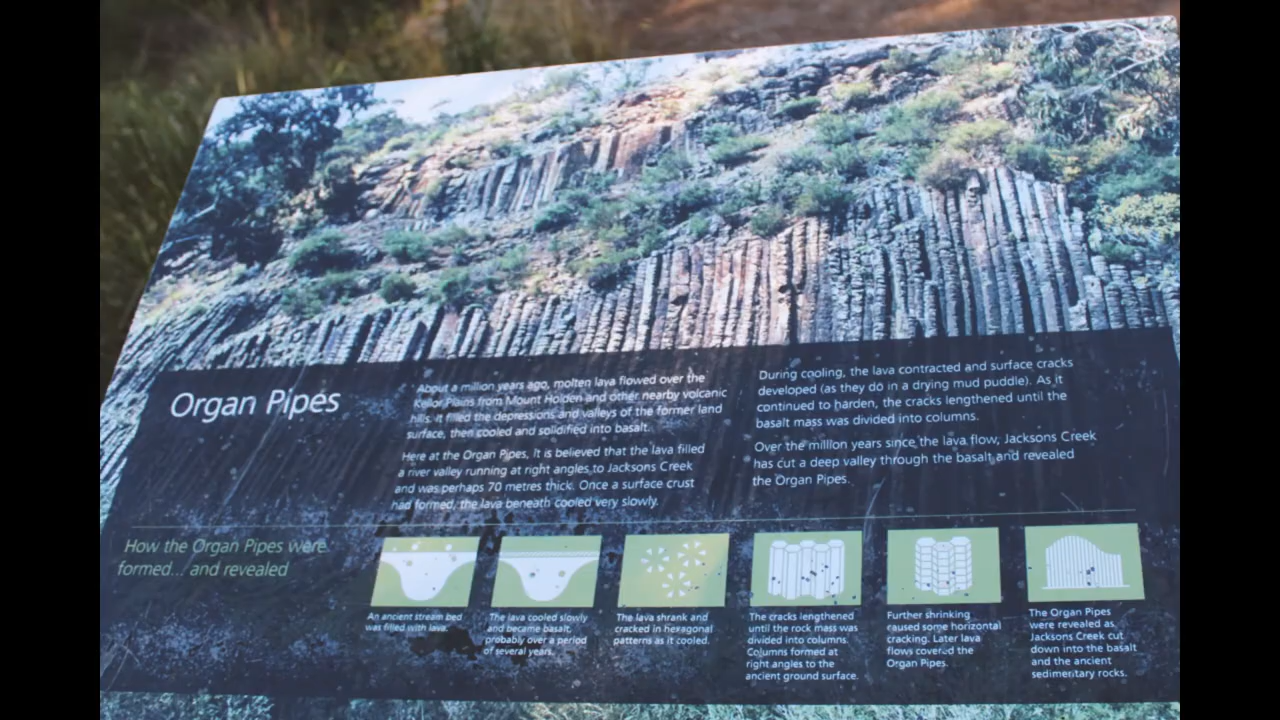 Organ Pipes
About a million years ago, molten lava flowed over the
Keilor Plains from Mount Holden and other nearby volcanic
hills. It filled the depressions and valleys of the former land
surface, then cooled and solidified into basalt.
Here at the Organ Pipes, it is believed that the lava filled
a river valley running at right angles to Jacksons Creek
and was perhaps 70 metres thick. Once a surface crust
had formed, the lava beneath cooled very slowly.
During cooling, the lava contracted and surface cracks
developed (as they do in a drying mud puddle). As it
continued to harden, the cracks lengthened until the
basalt mass was divided into columns.
Over the million years since the lava flow, Jacksons Creek
has cut a deep valley through the basalt and revealed
the Organ Pipes.
How the Organ Pipes were
formed... and revealed
An ancient stream bed
was filled with lava.
The lava cooled slowly
and became basalt,
probably over a period
of several years.
The lava shrank and
cracked in hexagonal
patterns as it cooled.
The cracks lengthened
until the rock mass was
divided into columns.
Columns formed at
right angles to the
ancient ground surface.
Further shrinking
caused some horizontal
cracking. Later lava
flows covered the
Organ Pipes.
The Organ Pipes
were revealed as
Jacksons Creek cut
down into the basalt
and the ancient
sedimentary rocks.